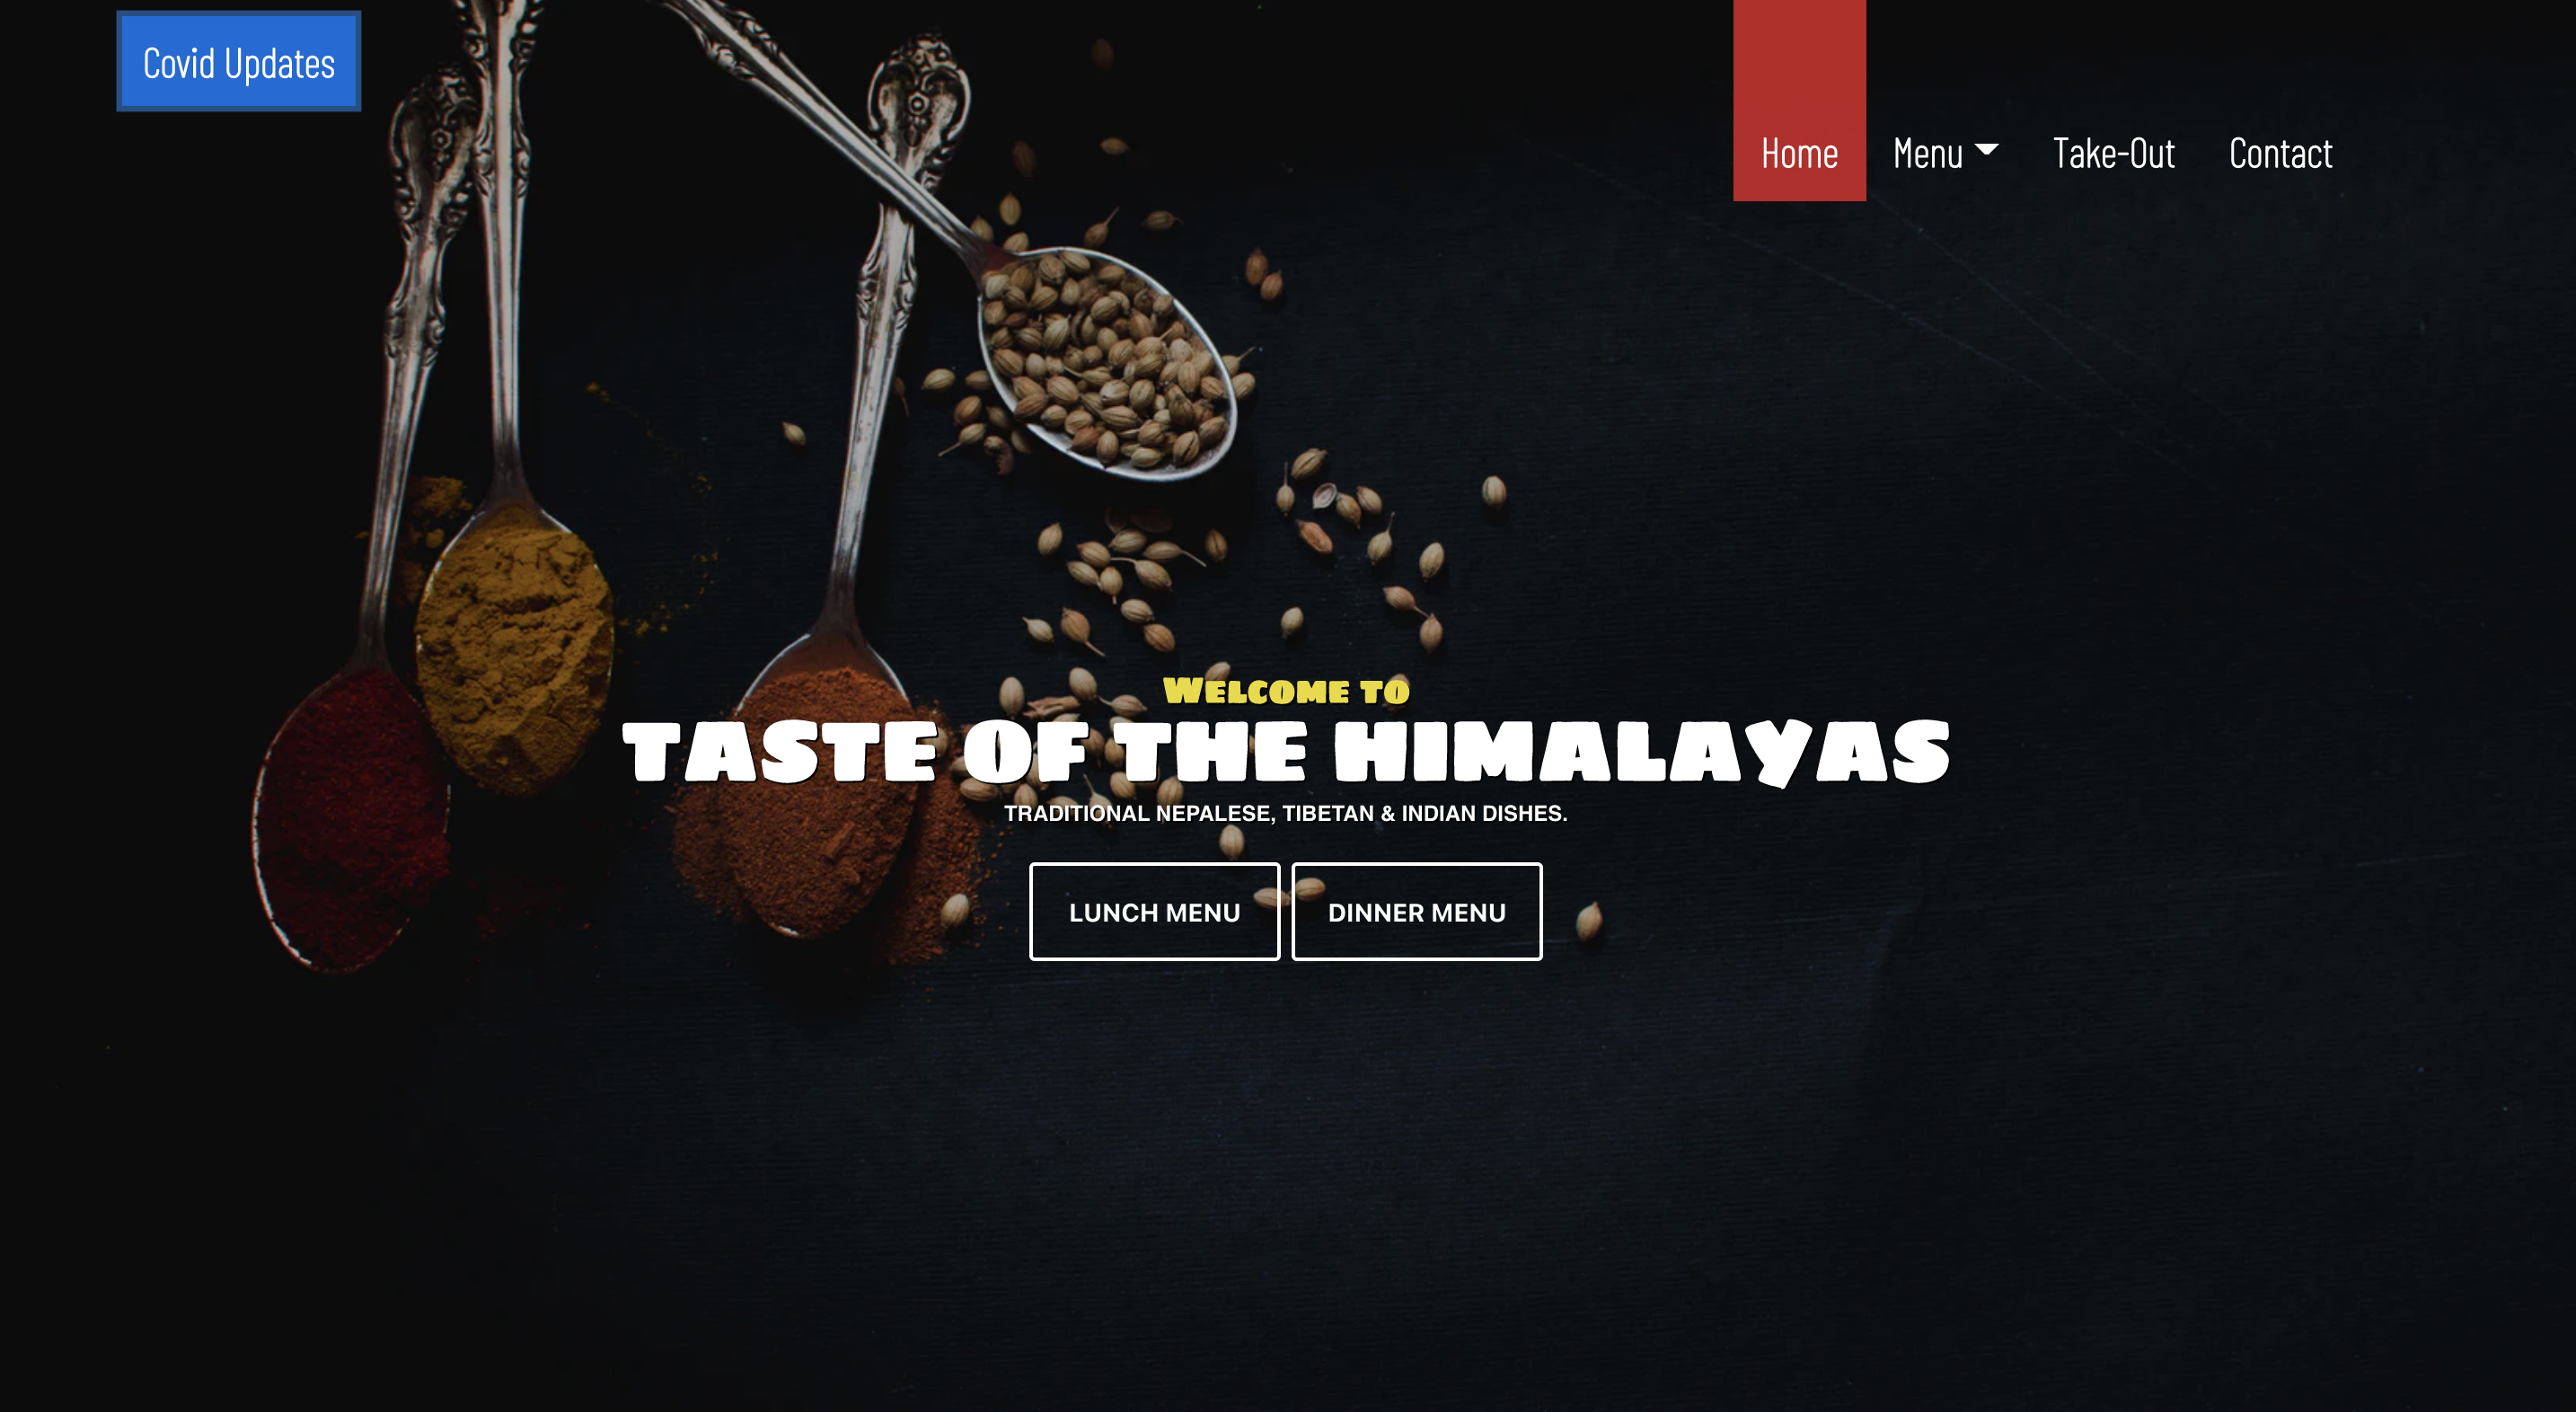 Covid Updates
Home Menu Take-Out Contact
Welcome to
TASTE OF THE HIMALAYAS
TRADITIONAL NEPALESE, TIBETAN & INDIAN DISHES.
LUNCH MENU DINNER MENU